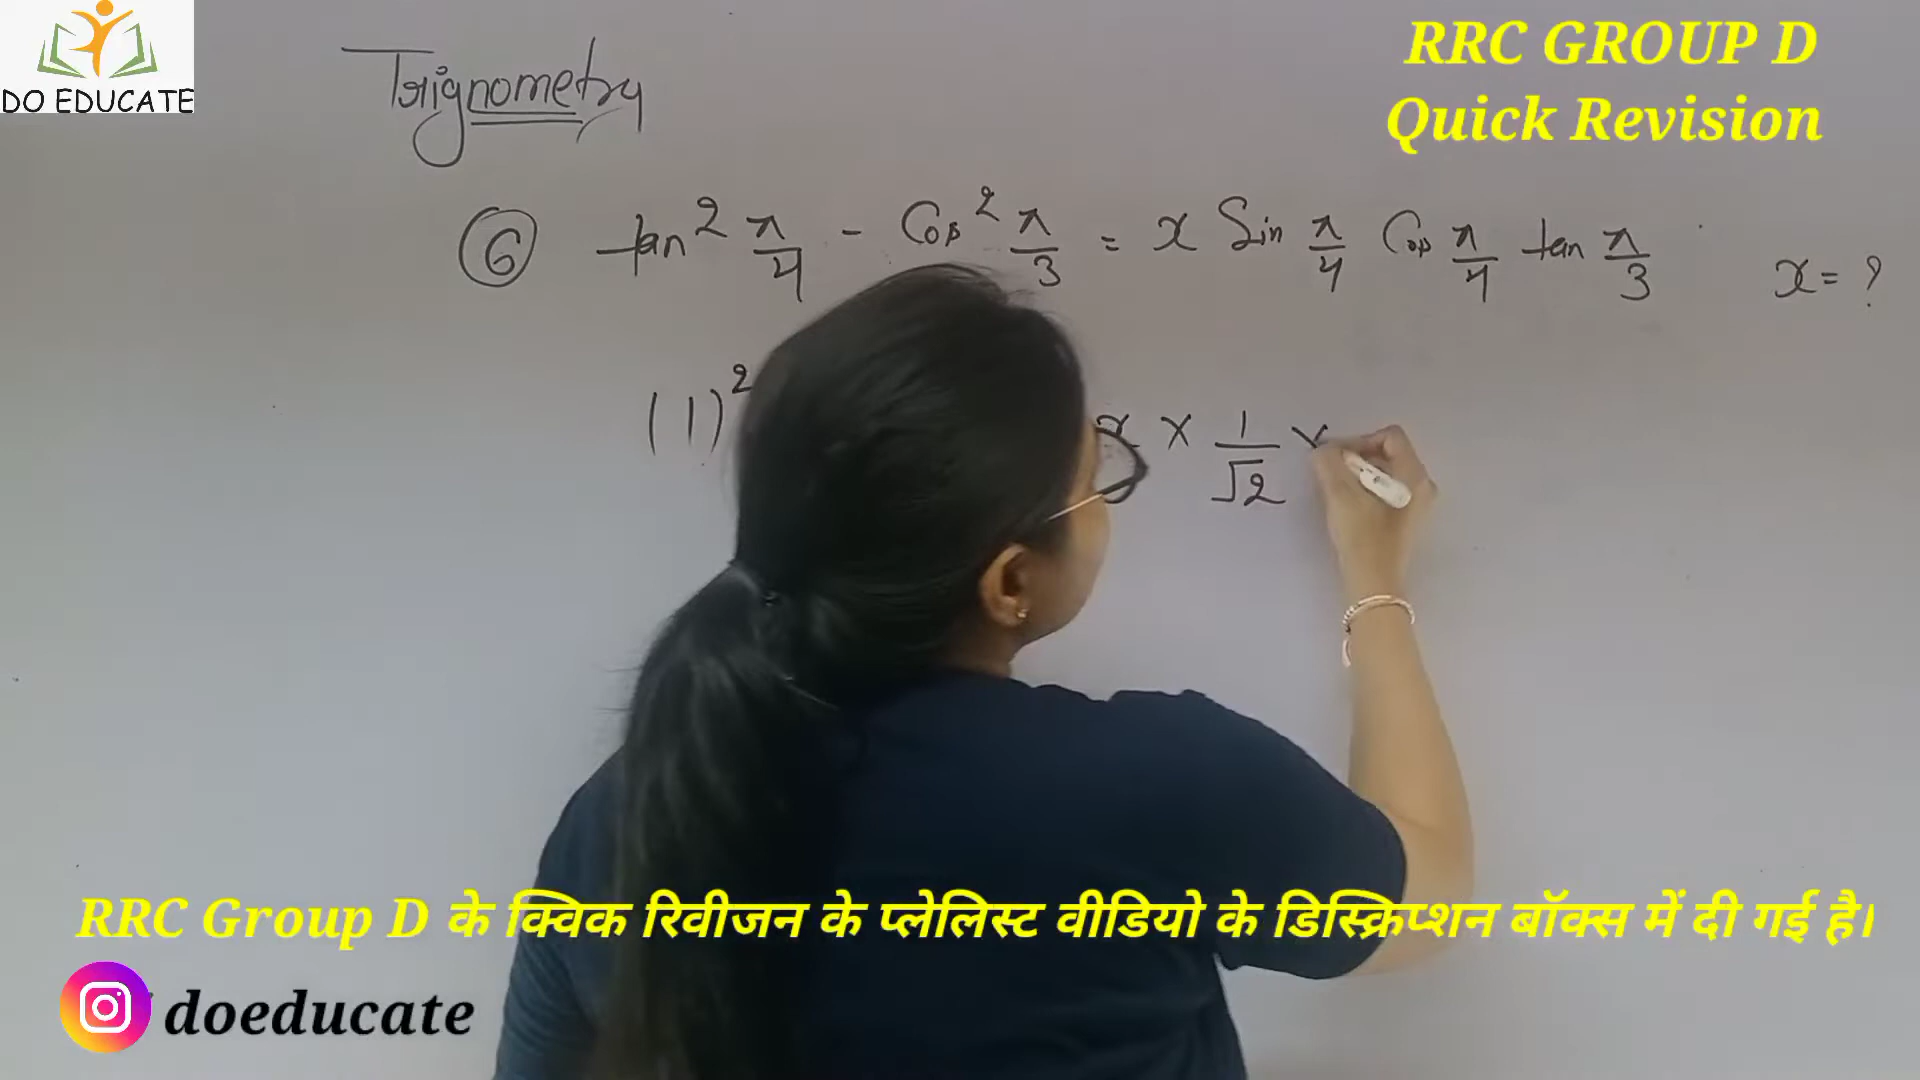 DO EDUCATE
RRC GROUP D
Quick Revision
Trignometry
6 tan² π/4 - Cos² π/3 = x Sin π/4 Cos π/4 tan π/3 x = ?
(1)² x × 1/√2 ×
RRC Group D के क्विक रिवीजन के प्लेलिस्ट वीडियो के डिस्क्रिप्शन बॉक्स में दी गई है।
doeducate